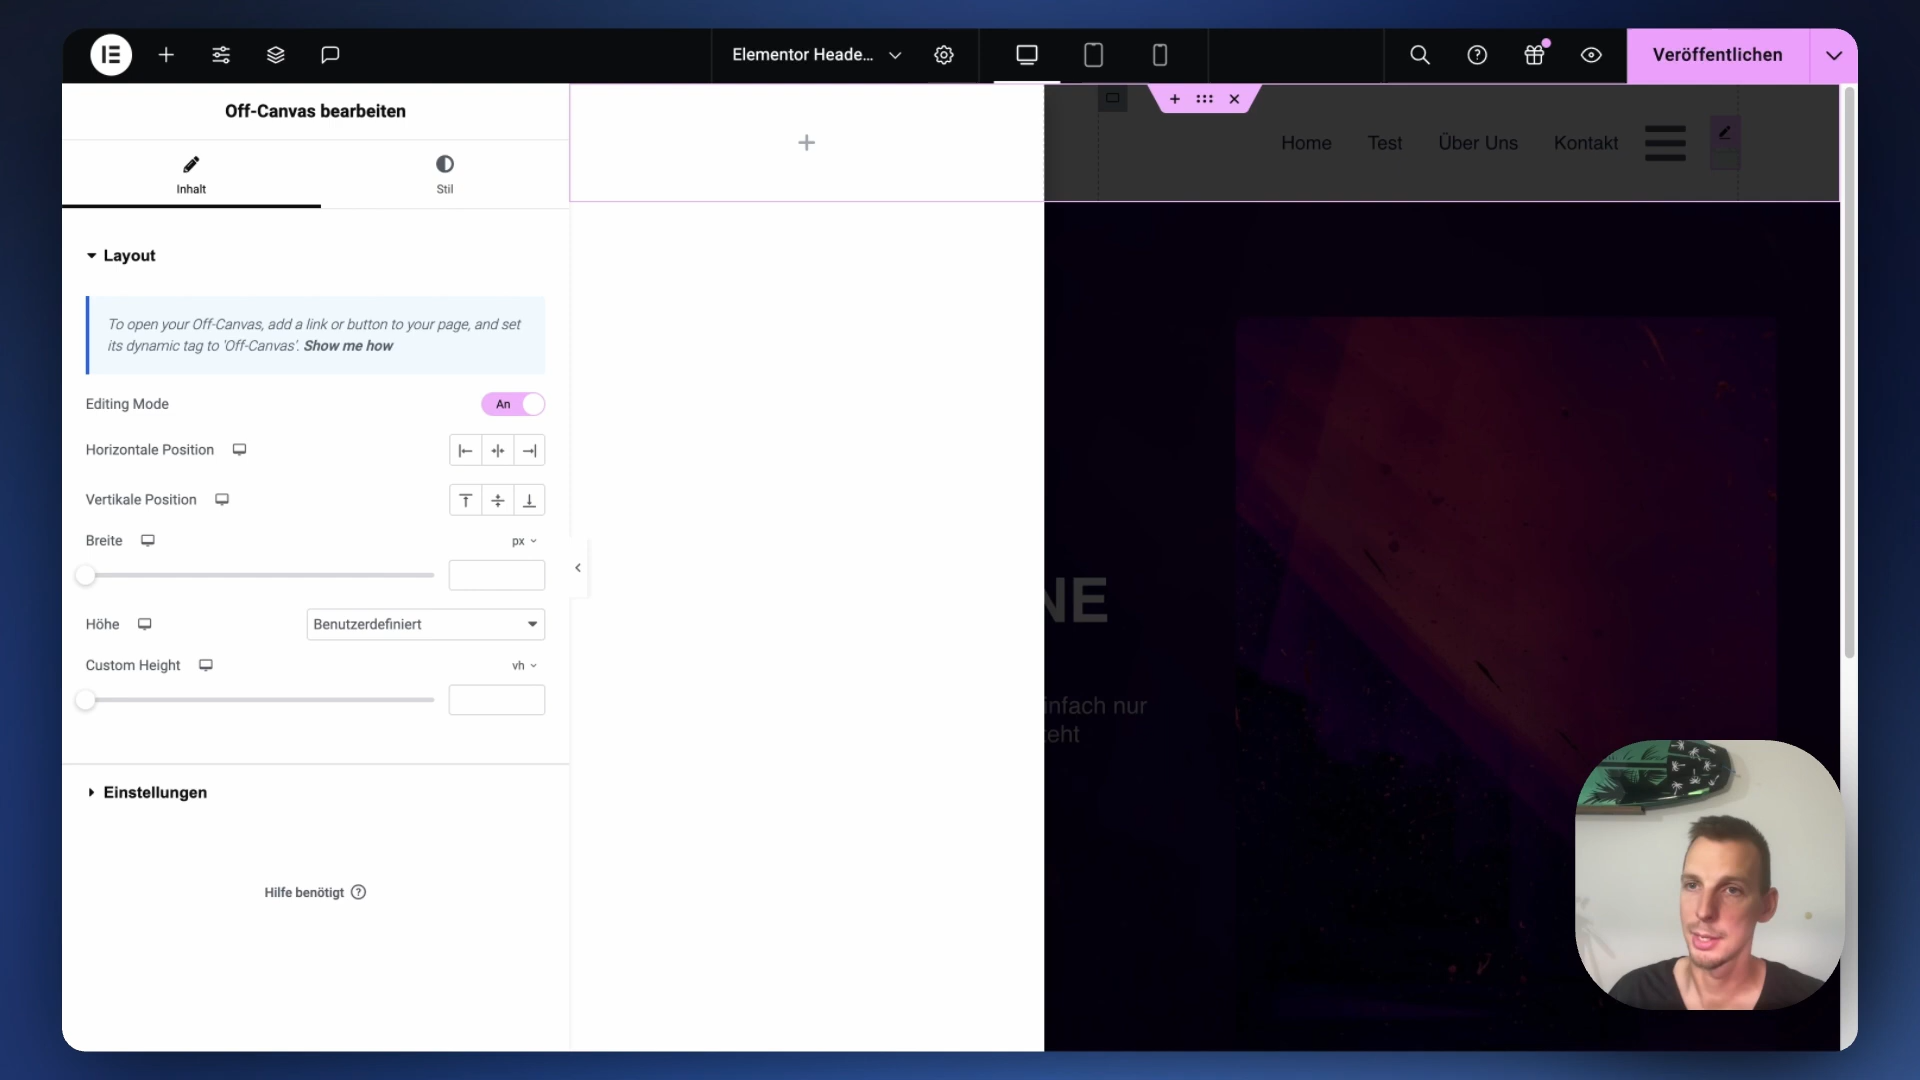 Elementor Heade...
Veröffentlichen
Off-Canvas bearbeiten
Inhalt
Stil
Home
Test
Über Uns
Kontakt
Layout
To open your Off-Canvas, add a link or button to your page, and set
its dynamic tag to 'Off-Canvas'. Show me how
Editing Mode
An
Horizontale Position
Vertikale Position
Breite
px
Höhe
Benutzerdefiniert
Custom Height
vh
Einstellungen
Hilfe benötigt
NE
infach nur
eht